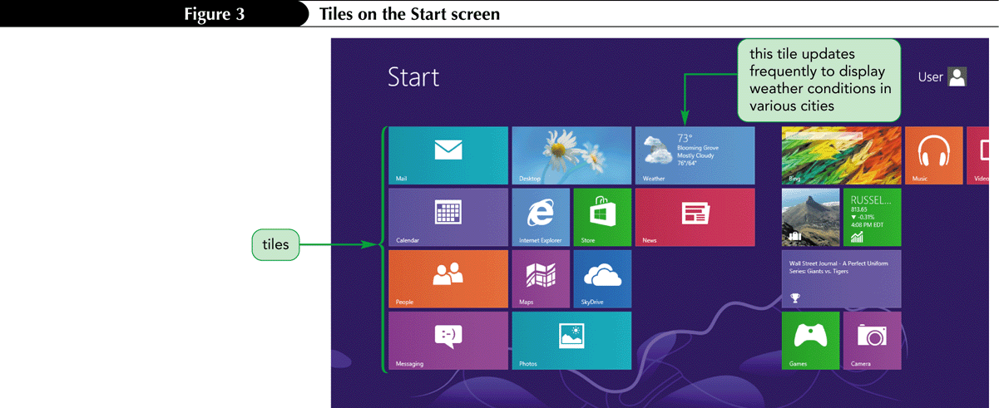 Figure 3
Tiles on the Start screen
this tile updates
frequently to display
weather conditions in
various cities
Start
User
tiles
Mail
Desktop
73°
Blooming Grove
Mostly Cloudy
76°/64°
Weather
Bing
Music
Video
Calendar
Internet Explorer
Store
News
RUSSEL...
813.65
▼ -0.31%
4:08 PM EDT
People
Maps
SkyDrive
Wall Street Journal - A Perfect Uniform
Series: Giants vs. Tigers
Messaging
:-)
Photos
Games
Camera